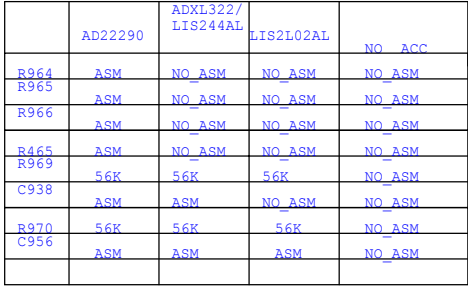 AD22290 ADXL322/ LIS244AL LIS2L02AL NO_ACC
R964 ASM NO_ASM NO_ASM NO_ASM
R965 ASM NO_ASM NO_ASM NO_ASM
R966 ASM NO_ASM NO_ASM NO_ASM
R465 ASM NO_ASM NO_ASM NO_ASM
R969 56K 56K 56K NO_ASM
C938 ASM ASM NO_ASM NO_ASM
R970 56K 56K 56K NO_ASM
C956 ASM ASM ASM NO_ASM